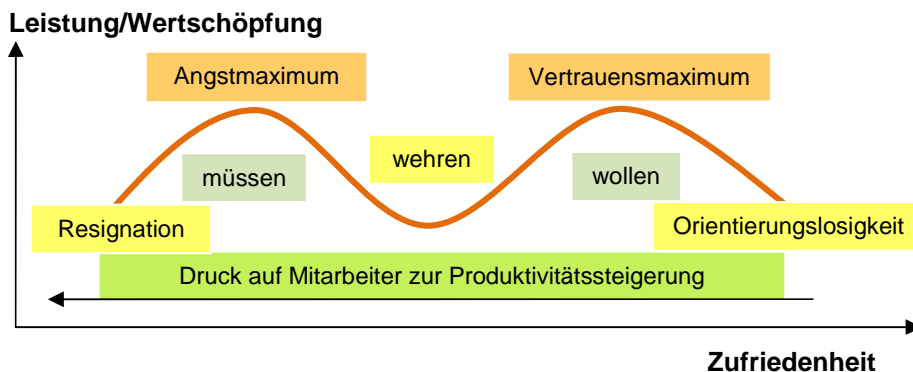 Leistung/Wertschöpfung
Angstmaximum
Vertrauensmaximum
wehren
müssen
wollen
Resignation
Orientierungslosigkeit
Druck auf Mitarbeiter zur Produktivitätssteigerung
Zufriedenheit